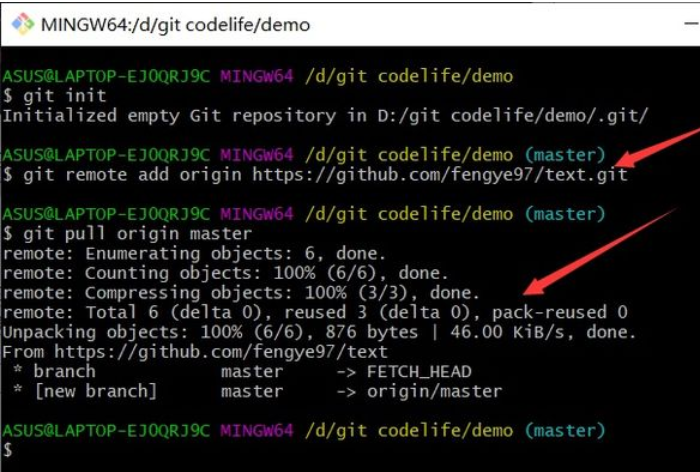 MINGW64:/d/git codelife/demo
ASUS@LAPTOP-EJOQRJ9C MINGW64 /d/git codelife/demo
$ git init
Initialized empty Git repository in D:/git codelife/demo/.git/
ASUS@LAPTOP-EJOQRJ9C MINGW64 /d/git codelife/demo (master)
$ git remote add origin https://github.com/fengye97/text.git
ASUS@LAPTOP-EJOQRJ9C MINGW64 /d/git codelife/demo (master)
$ git pull origin master
remote: Enumerating objects: 6, done.
remote: Counting objects: 100% (6/6), done.
remote: Compressing objects: 100% (3/3), done.
remote: Total 6 (delta 0), reused 3 (delta 0), pack-reused 0
Unpacking objects: 100% (6/6), 876 bytes | 46.00 KiB/s, done.
From https://github.com/fengye97/text
 * branch            master     -> FETCH_HEAD
 * [new branch]      master     -> origin/master
ASUS@LAPTOP-EJOQRJ9C MINGW64 /d/git codelife/demo (master)
$